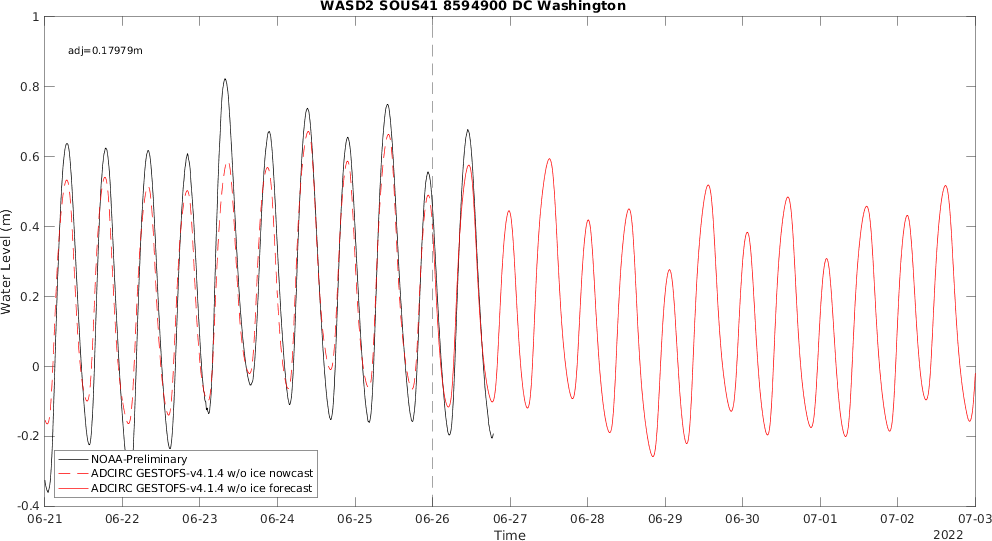 WASD2 SOUS41 8594900 DC Washington
adj=0.17979m
Water Level (m)
1
0.8
0.6
0.4
0.2
0
-0.2
-0.4
NOAA-Preliminary
ADCIRC GESTOFS-v4.1.4 w/o ice nowcast
ADCIRC GESTOFS-v4.1.4 w/o ice forecast
06-21 06-22 06-23 06-24 06-25 06-26 06-27 06-28 06-29 06-30 07-01 07-02 07-03
Time
2022